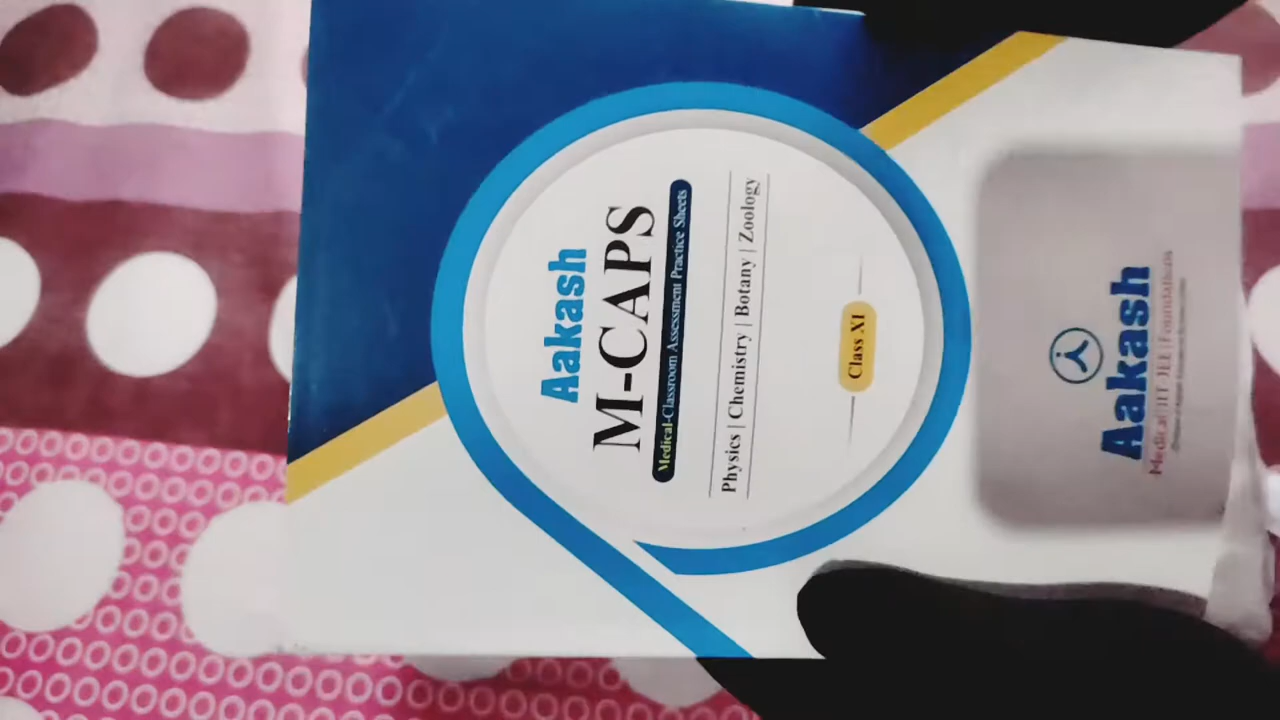 Aakash
M-CAPS
Medical-Classroom Assessment Practice Sheets
Physics | Chemistry | Botany | Zoology
Class XI
Aakash
Medical | IIT-JEE | Foundations